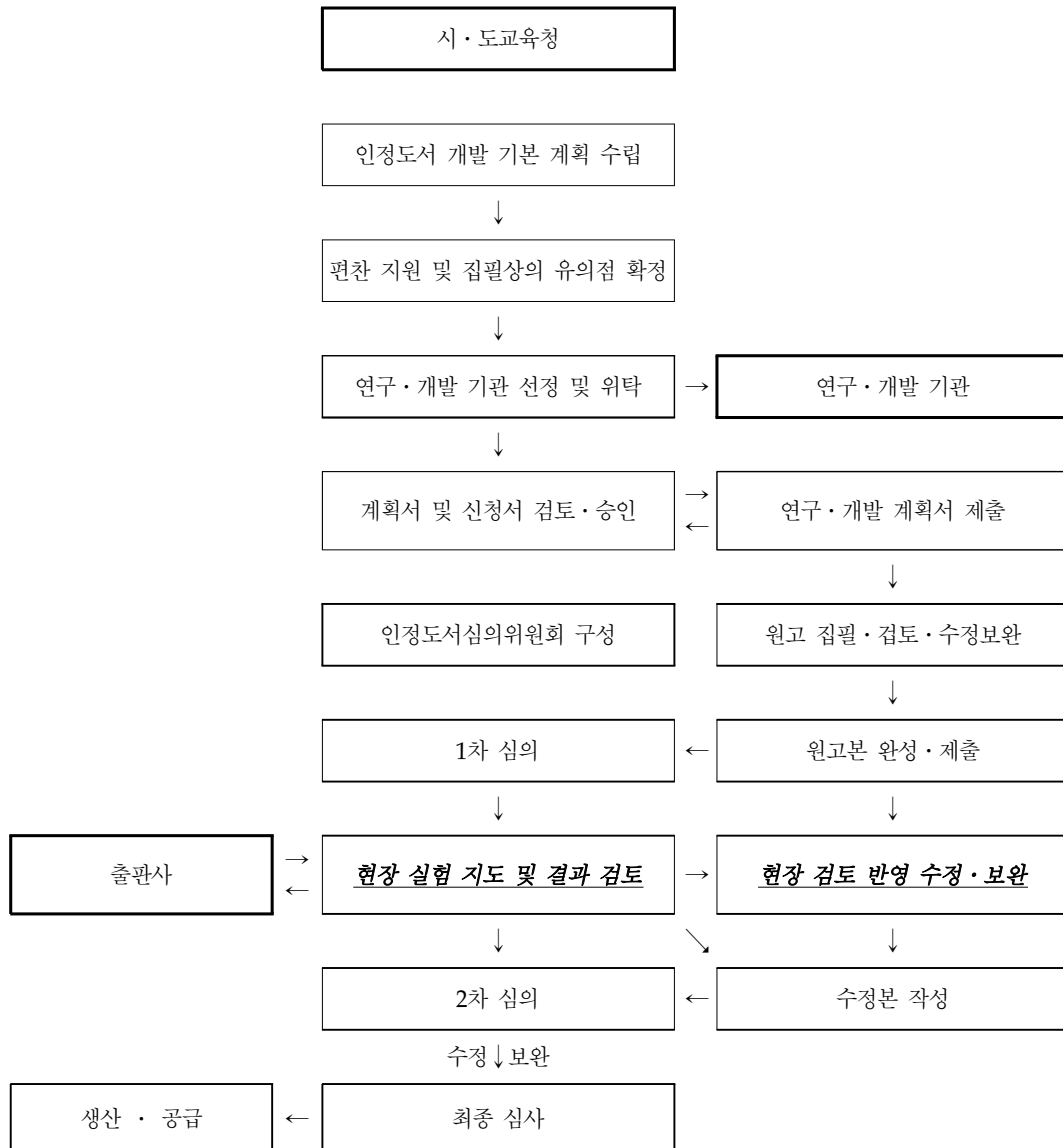 시·도교육청
인정도서 개발 기본 계획 수립
↓
편찬 지원 및 집필상의 유의점 확정
↓
연구·개발 기관 선정 및 위탁 → 연구·개발 기관
↓
계획서 및 신청서 검토·승인 → ← 연구·개발 계획서 제출
↓
인정도서심의위원회 구성 원고 집필·겁토·수정보완
↓
1차 심의 ← 원고본 완성·제출
↓ ↓
출판사 → ← 현장 실험 지도 및 결과 검토 → 현장 검토 반영 수정·보완
↓ ↘ ↓
2차 심의 ← 수정본 작성
수정↓보완
생산 · 공급 ← 최종 심사